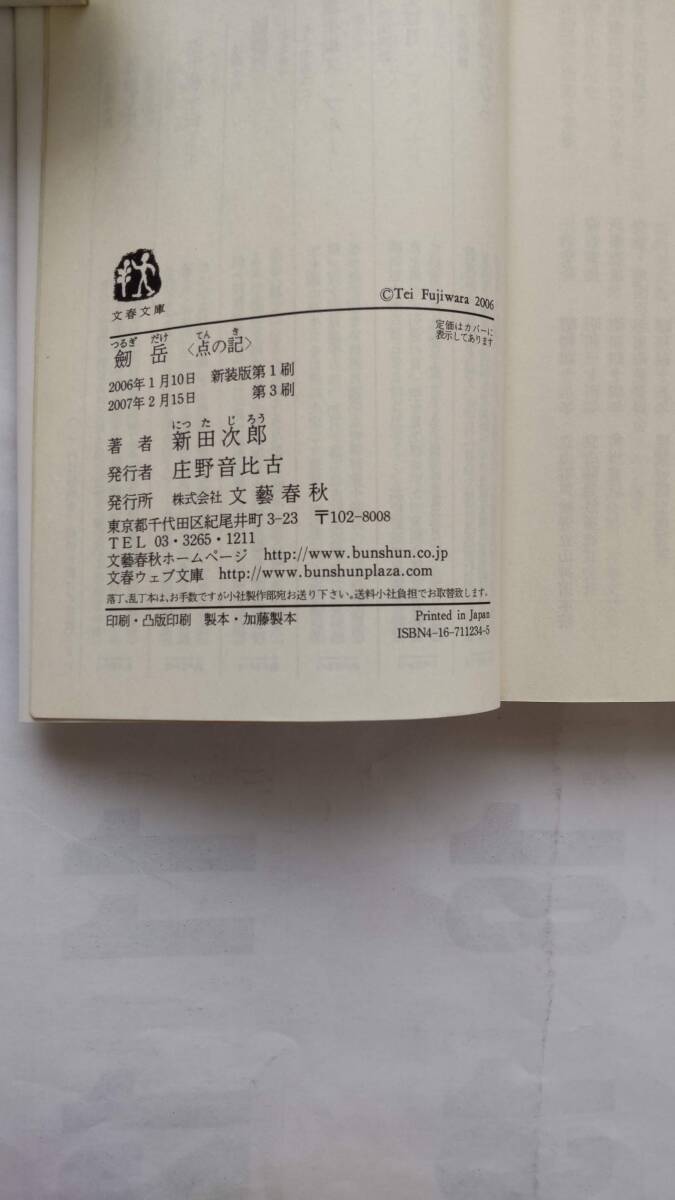 文春文庫
©Tei Fujiwara 2006
定価はカバーに
表示してあります
つるぎ だけ てん き
劒岳〈点の記〉
2006年1月10日 新装版第1刷
2007年2月15日 第3刷
にっ た じ ろう
著者 新田次郎
発行者 庄野音比古
発行所 株式会社 文藝春秋
東京都千代田区紀尾井町3-23 〒102-8008
TEL 03・3265・1211
文藝春秋ホームページ http://www.bunshun.co.jp
文春ウェブ文庫 http://www.bunshunplaza.com
落丁、乱丁本は、お手数ですが小社製作部宛お送り下さい。送料小社負担でお取替致します。
印刷・凸版印刷 製本・加藤製本
Printed in Japan
ISBN4-16-711234-5